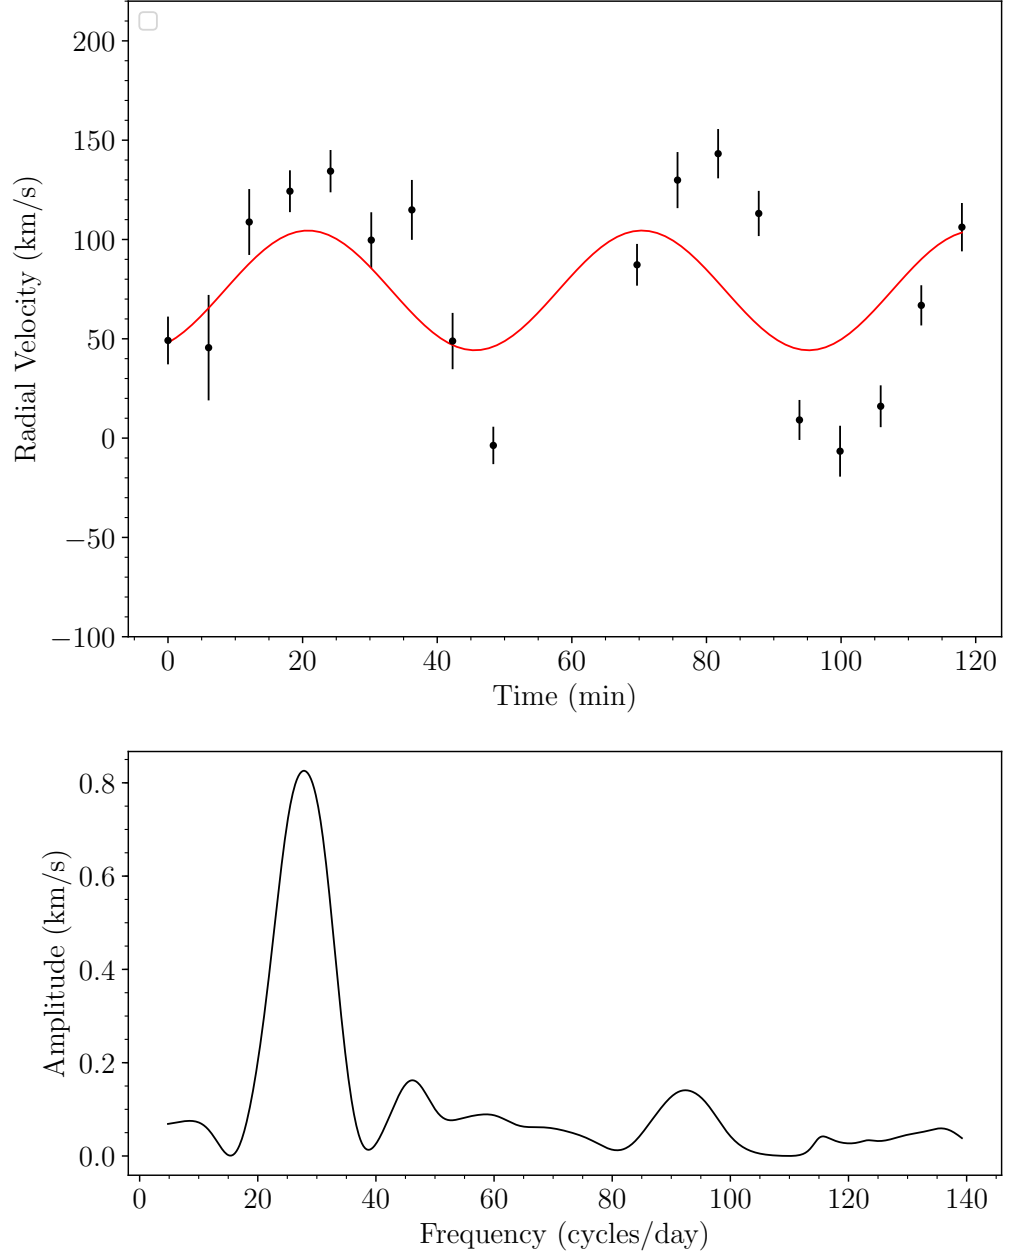 200
150
100
50
0
−50
−100
Radial Velocity (km/s)
0 20 40 60 80 100 120
Time (min)
0.8
0.6
0.4
0.2
0.0
Amplitude (km/s)
0 20 40 60 80 100 120 140
Frequency (cycles/day)